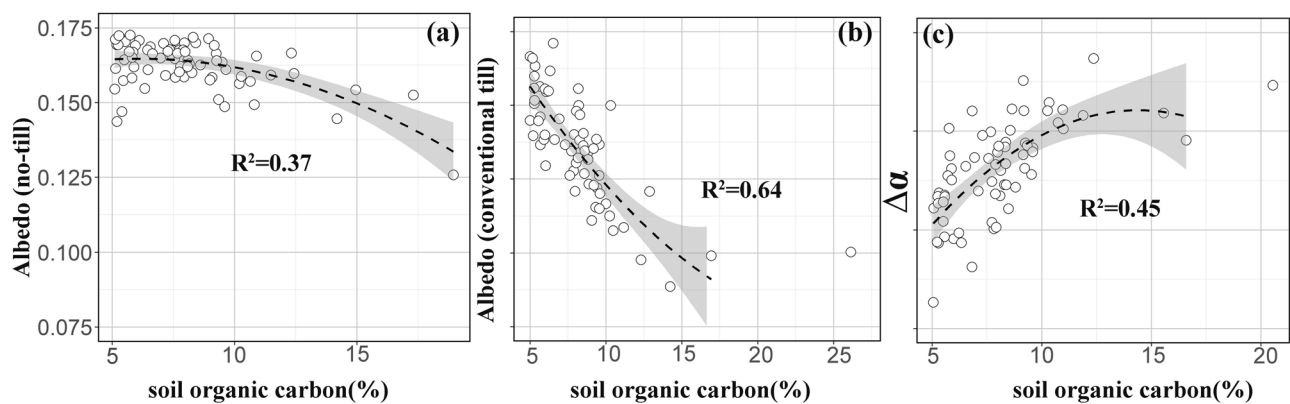 (a)
Albedo (no-till)
0.175
0.150
0.125
0.100
0.075
R²=0.37
5
10
15
soil organic carbon(%)
(b)
Albedo (conventional till)
R²=0.64
5
10
15
20
25
soil organic carbon(%)
(c)
Δα
R²=0.45
5
10
15
20
soil organic carbon(%)